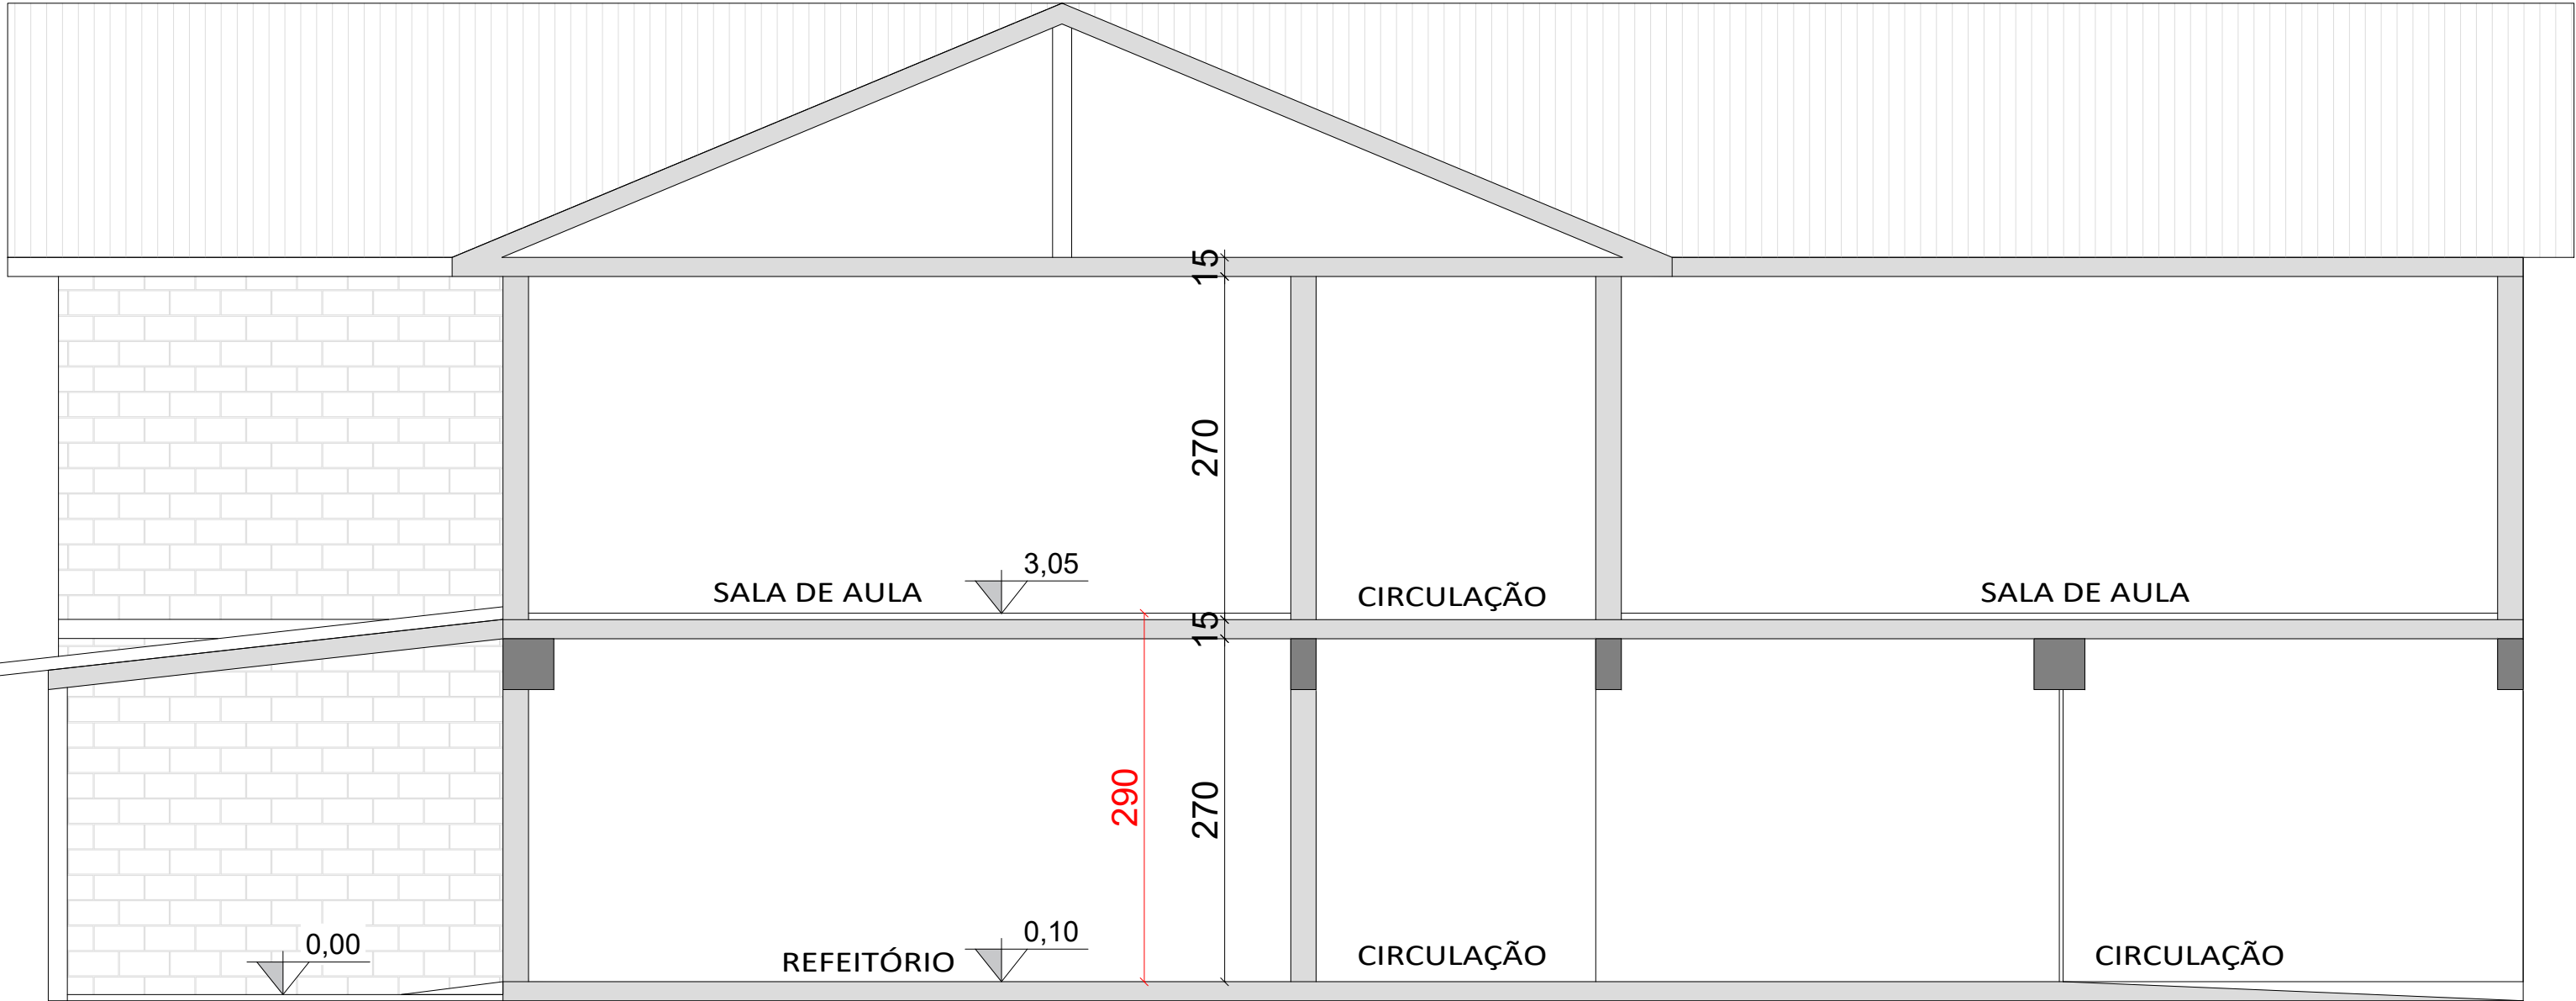 15
270
3,05
SALA DE AULA
CIRCULAÇÃO
SALA DE AULA
15
290
270
0,00
0,10
REFEITÓRIO
CIRCULAÇÃO
CIRCULAÇÃO